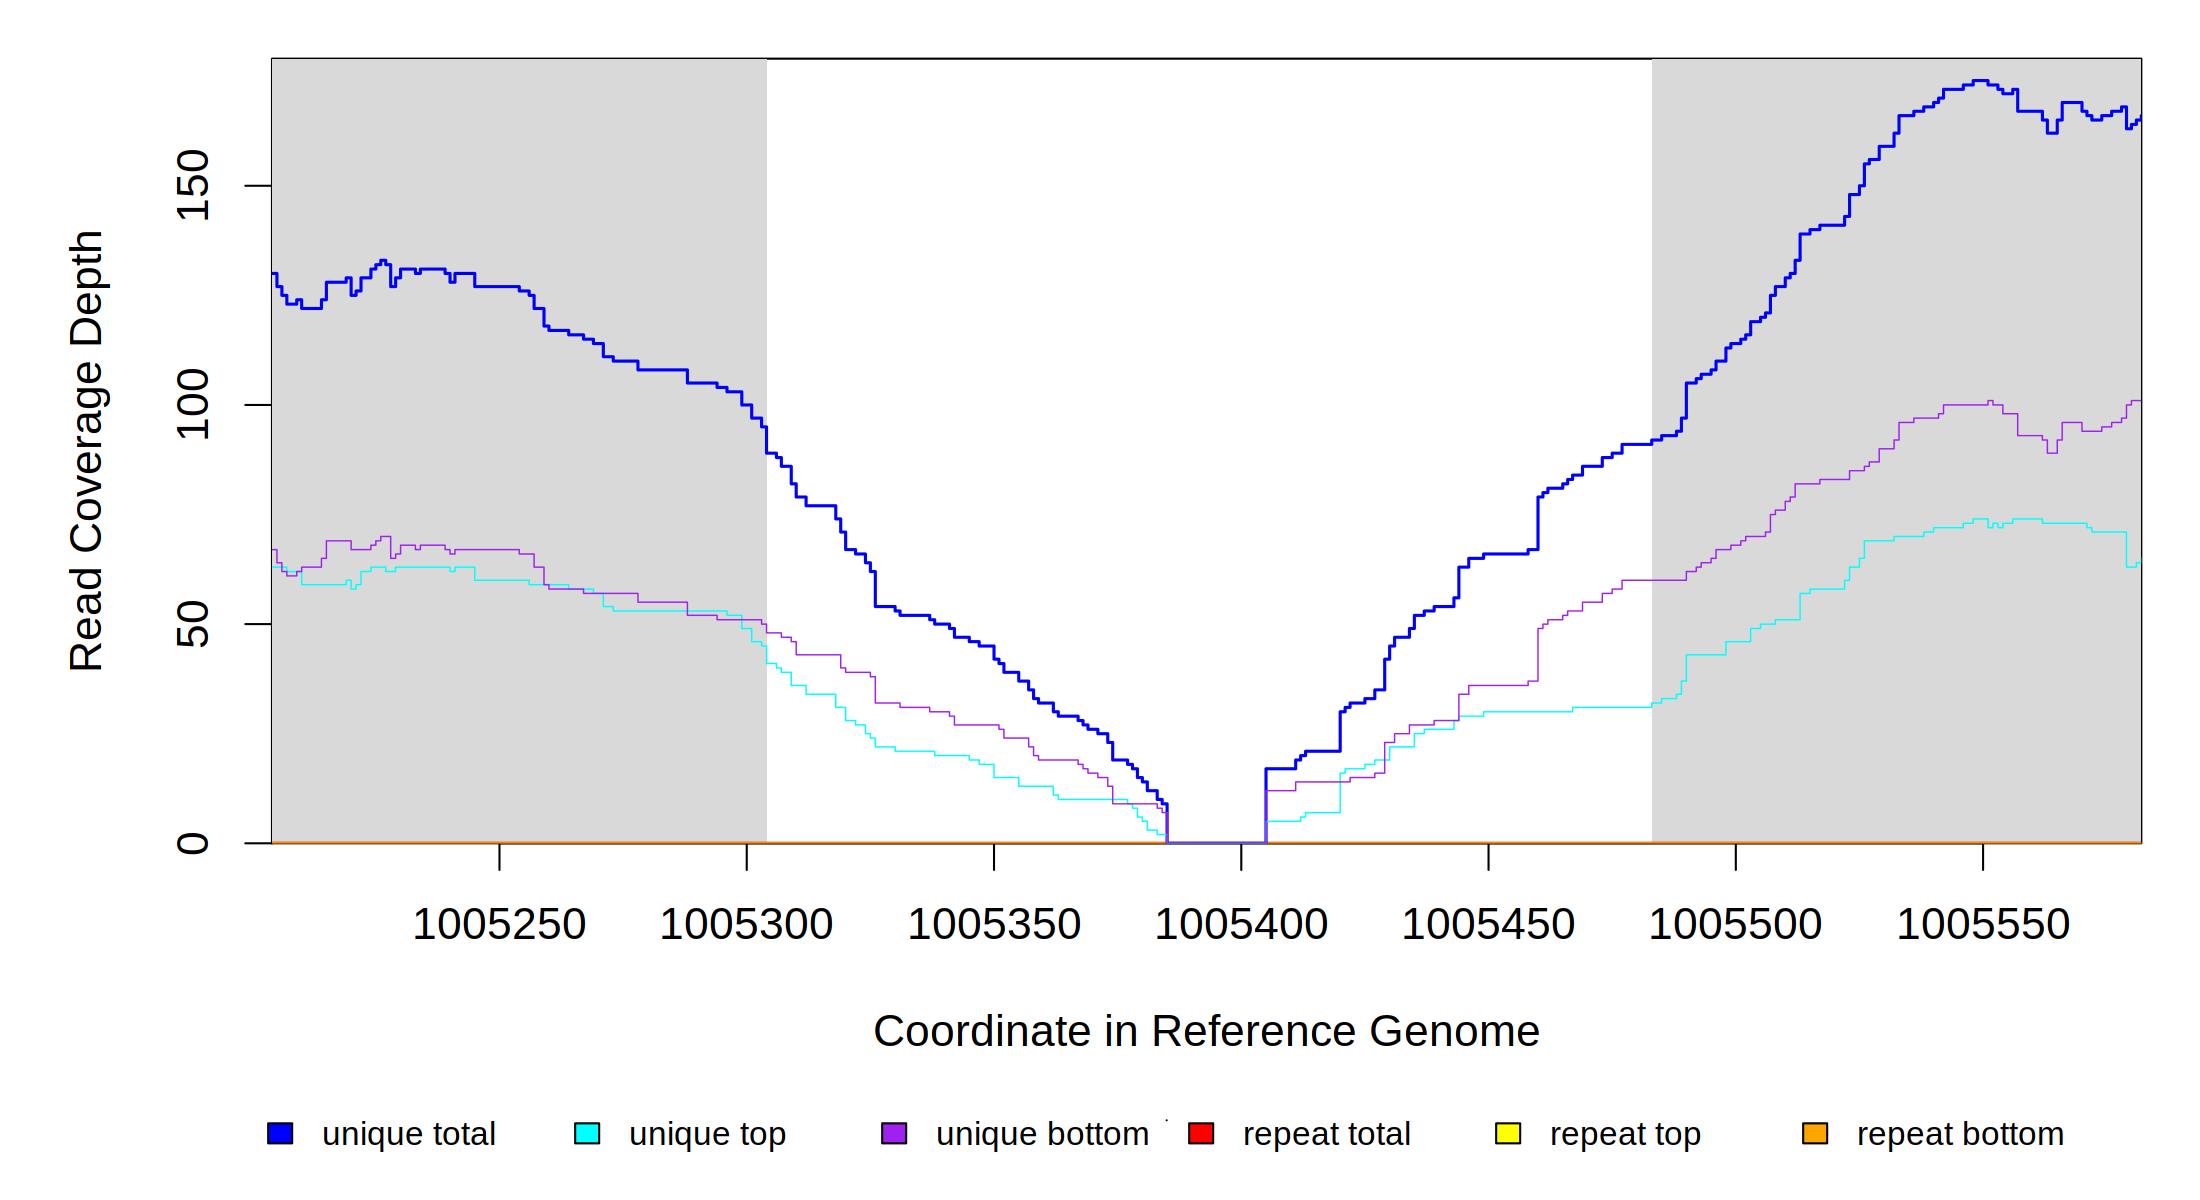 Read Coverage Depth
150
100
50
0
1005250 1005300 1005350 1005400 1005450 1005500 1005550
Coordinate in Reference Genome
unique total unique top unique bottom repeat total repeat top repeat bottom